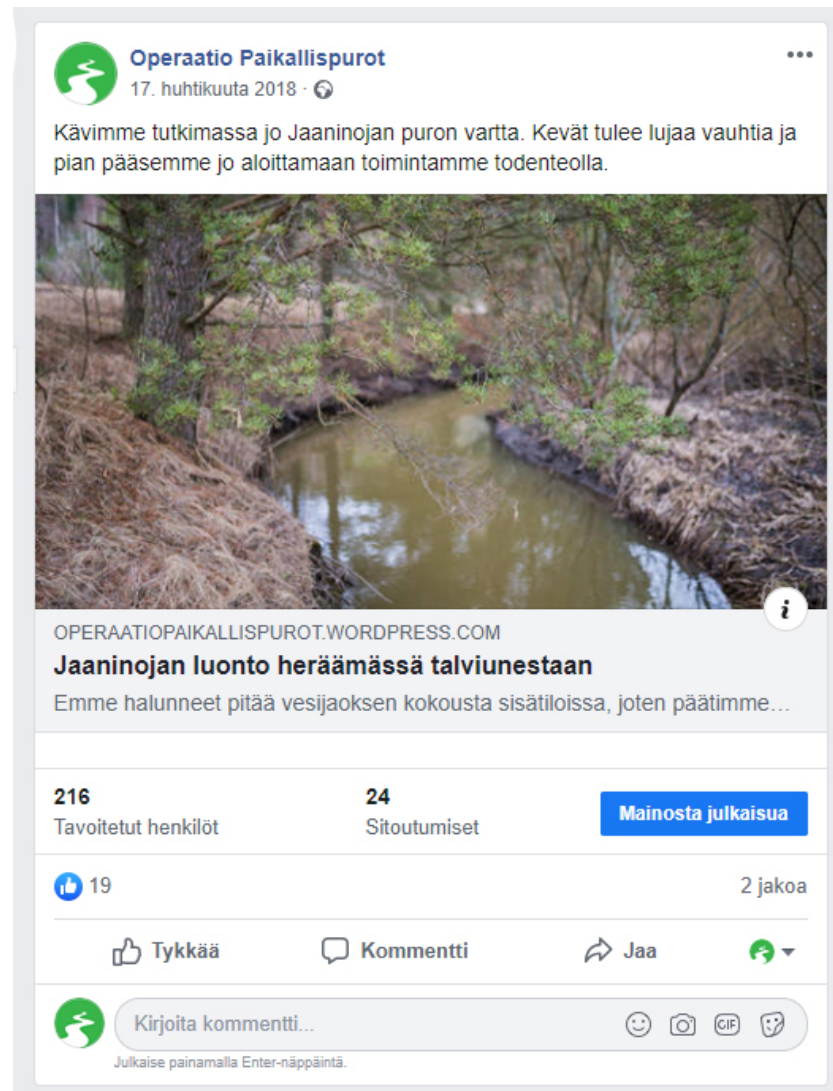 Operaatio Paikallispurot
17. huhtikuuta 2018 ·
Kävimme tutkimassa jo Jaaninojan puron vartta. Kevät tulee lujaa vauhtia ja
pian pääsemme jo aloittamaan toimintamme todenteolla.
OPERAATIOPAIKALLISPUROT.WORDPRESS.COM
Jaaninojan luonto heräämässä talviunestaan
Emme halunneet pitää vesijaoksen kokousta sisätiloissa, joten päätimme...
216
Tavoitetut henkilöt
24
Sitoutumiset
Mainosta julkaisua
19
2 jakoa
Tykkää
Kommentti
Jaa
Kirjoita kommentti...
GIF
Julkaise painamalla Enter-näppäintä.